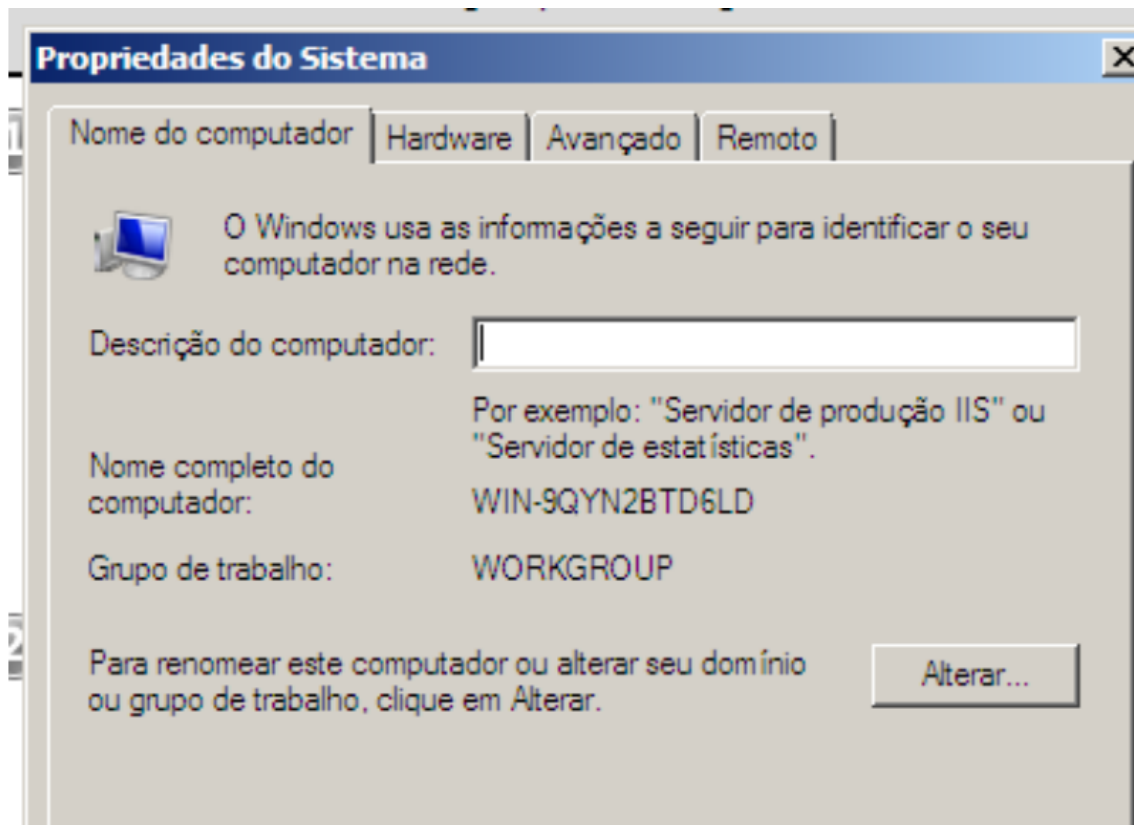 Propriedades do Sistema
Nome do computador Hardware Avançado Remoto
O Windows usa as informações a seguir para identificar o seu
computador na rede.
Descrição do computador:
Por exemplo: "Servidor de produção IIS" ou
"Servidor de estatísticas".
Nome completo do
computador:
WIN-9QYN2BTD6LD
Grupo de trabalho: WORKGROUP
Para renomear este computador ou alterar seu domínio
ou grupo de trabalho, clique em Alterar.
Alterar...